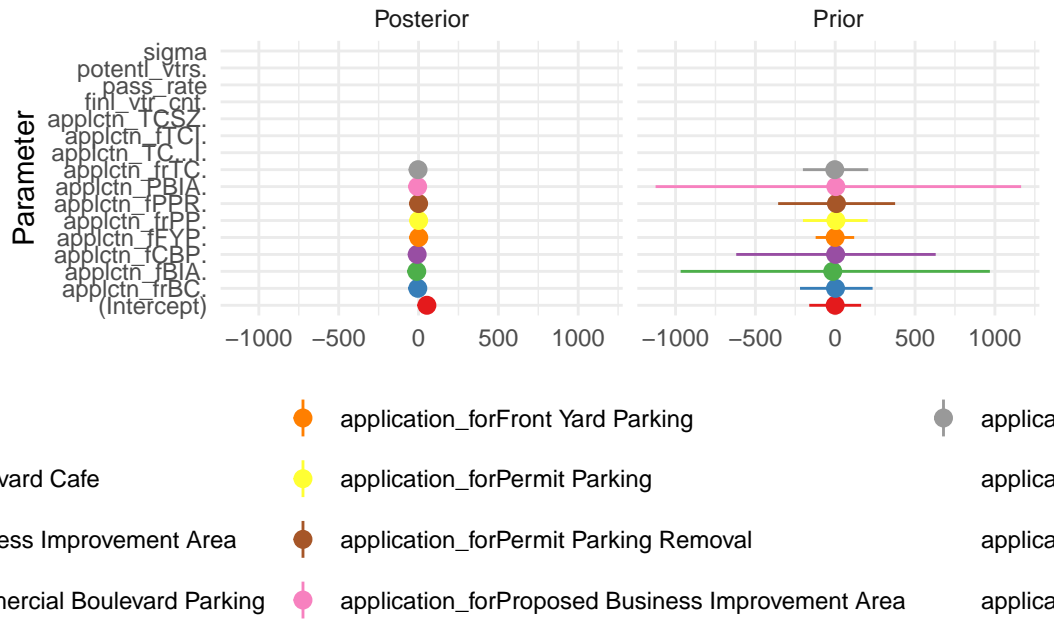 Posterior Prior
Parameter
sigma
potentl_vtrs.
pass_rate
finl_vtr_cnt.
applctn_TCSZ.
applctn_fTCI.
applctn_TC...I.
applctn_frTC.
applctn_PBIA.
applctn_fPPR.
applctn_frPP.
applctn_fFYP.
applctn_fCBP.
applctn_fBIA.
applctn_frBC.
(Intercept)
−1000 −500 0 500 1000 −1000 −500 0 500 1000
application_forFront Yard Parking applica
vard Cafe application_forPermit Parking applica
ess Improvement Area application_forPermit Parking Removal applica
mercial Boulevard Parking application_forProposed Business Improvement Area applica